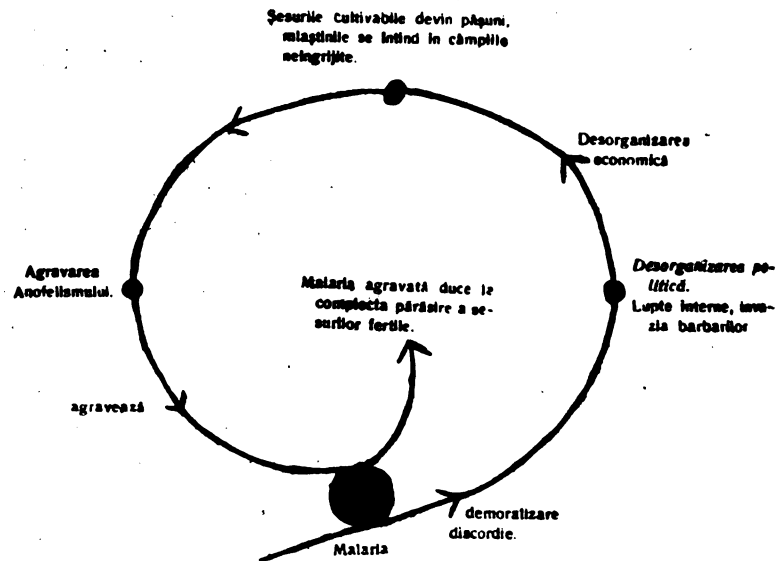 Şesurile cultivabile devin păşuni,
mlaştinile se întind în câmpiile
neîngrijite.
Desorganizarea
economică
Agravarea
Anofelismului.
Malaria agravată duce la
complecta părăsire a se-
surilor fertile.
Desorganizarea po-
litică.
Lupte interne, inva-
zia barbarilor
agravează
demoralizare
discordie.
Malaria